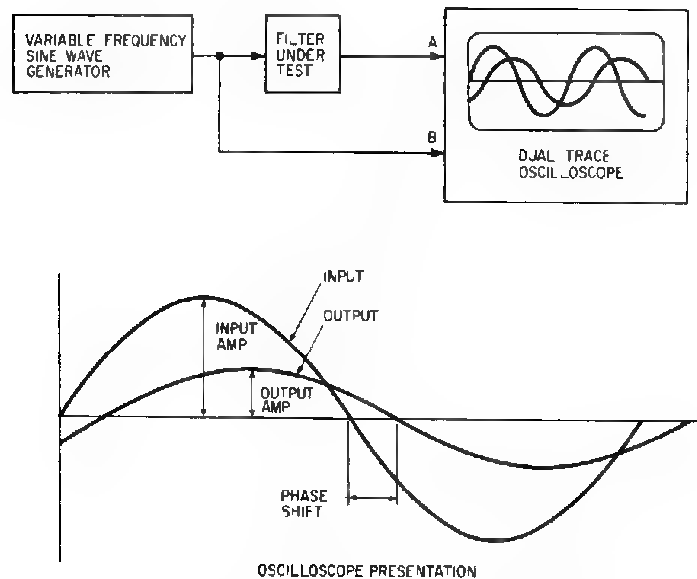 VARIABLE FREQUENCY
SINE WAVE
GENERATOR
FILTER
UNDER
TEST
A
B
DUAL TRACE
OSCILLOSCOPE
INPUT
OUTPUT
INPUT
AMP
OUTPUT
AMP
PHASE
SHIFT
OSCILLOSCOPE PRESENTATION